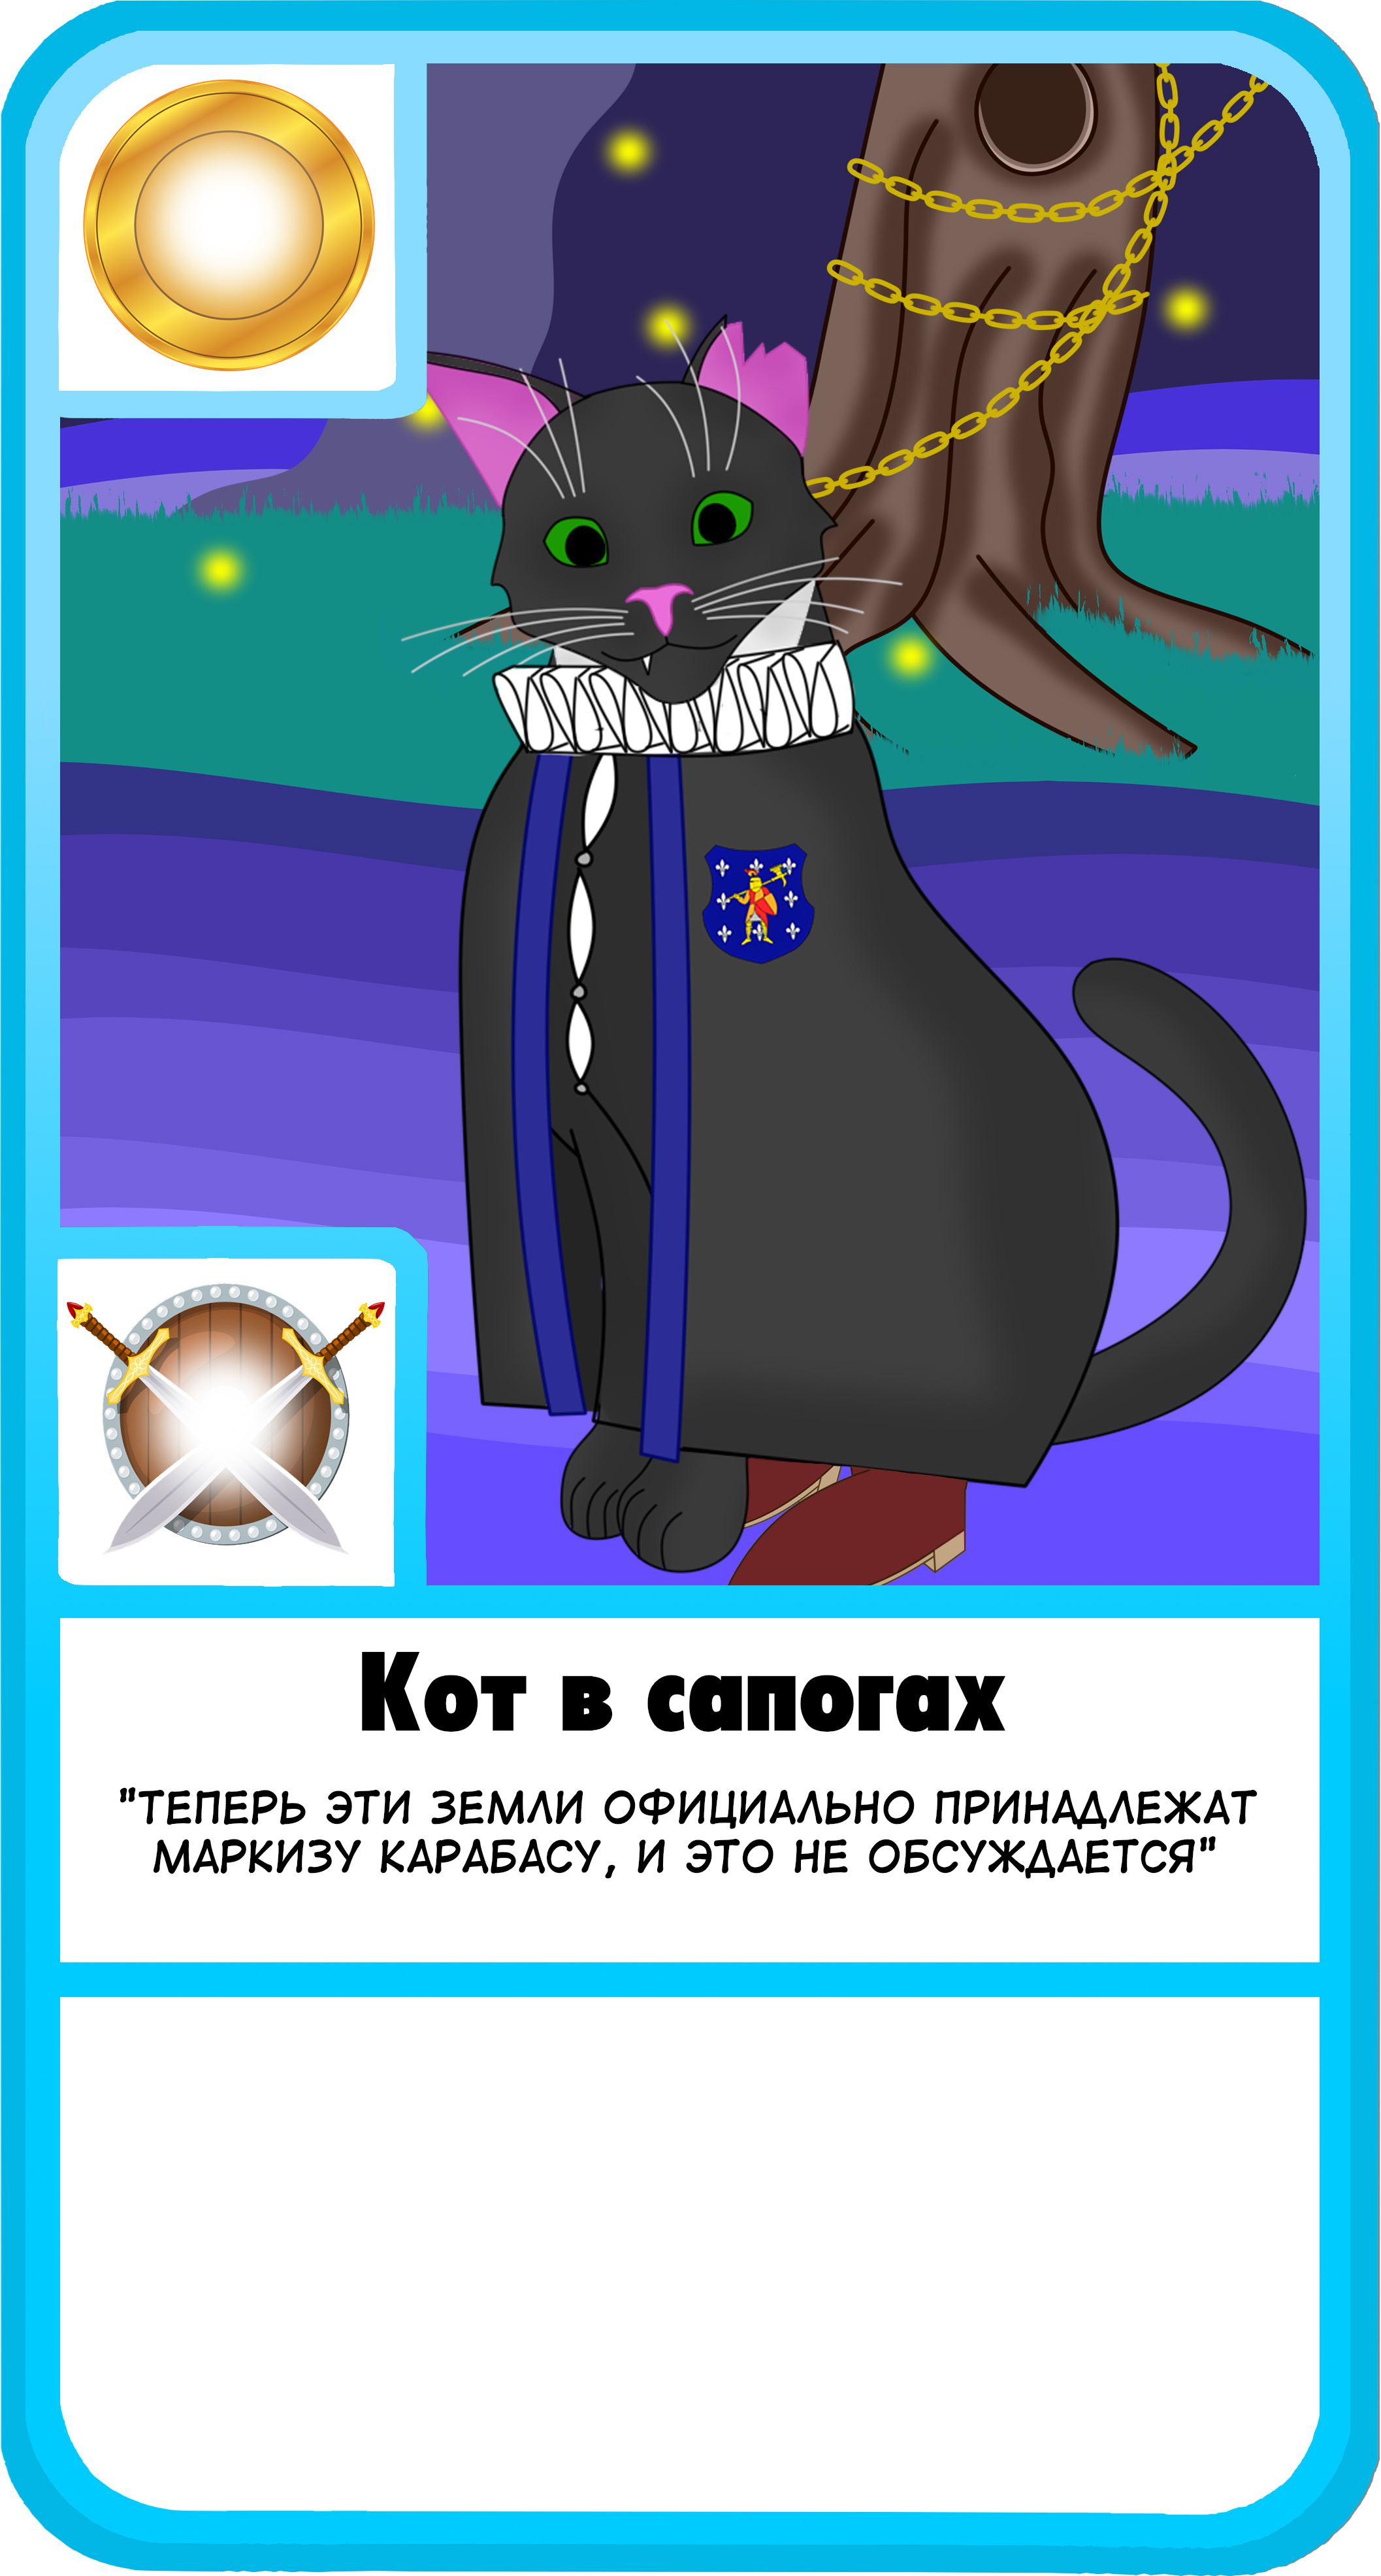 Кот в сапогах
"ТЕПЕРЬ ЭТИ ЗЕМЛИ ОФИЦИАЛЬНО ПРИНАДЛЕЖАТ
МАРКИЗУ КАРАБАСУ, И ЭТО НЕ ОБСУЖДАЕТСЯ"